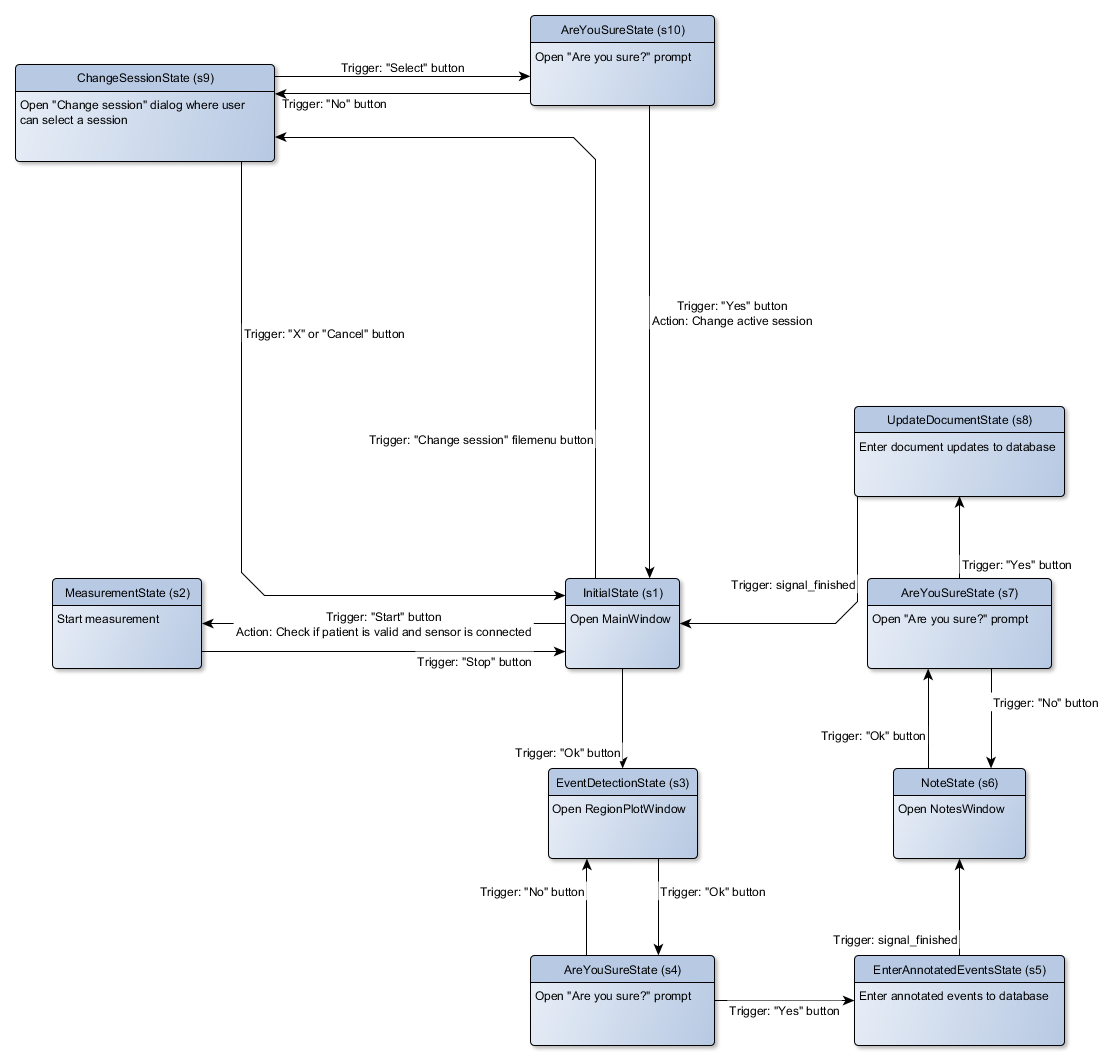 AreYouSureState (s10)
Open "Are you sure?" prompt
ChangeSessionState (s9)
Open "Change session" dialog where user
can select a session
Trigger: "Select" button
Trigger: "No" button
Trigger: "Yes" button
Action: Change active session
Trigger: "X" or "Cancel" button
Trigger: "Change session" filemenu button
UpdateDocumentState (s8)
Enter document updates to database
Trigger: "Yes" button
Trigger: signal_finished
MeasurementState (s2)
Start measurement
Trigger: "Start" button
Action: Check if patient is valid and sensor is connected
Trigger: "Stop" button
InitialState (s1)
Open MainWindow
AreYouSureState (s7)
Open "Are you sure?" prompt
Trigger: "No" button
Trigger: "Ok" button
Trigger: "Ok" button
EventDetectionState (s3)
Open RegionPlotWindow
NoteState (s6)
Open NotesWindow
Trigger: "No" button
Trigger: "Ok" button
Trigger: signal_finished
AreYouSureState (s4)
Open "Are you sure?" prompt
Trigger: "Yes" button
EnterAnnotatedEventsState (s5)
Enter annotated events to database